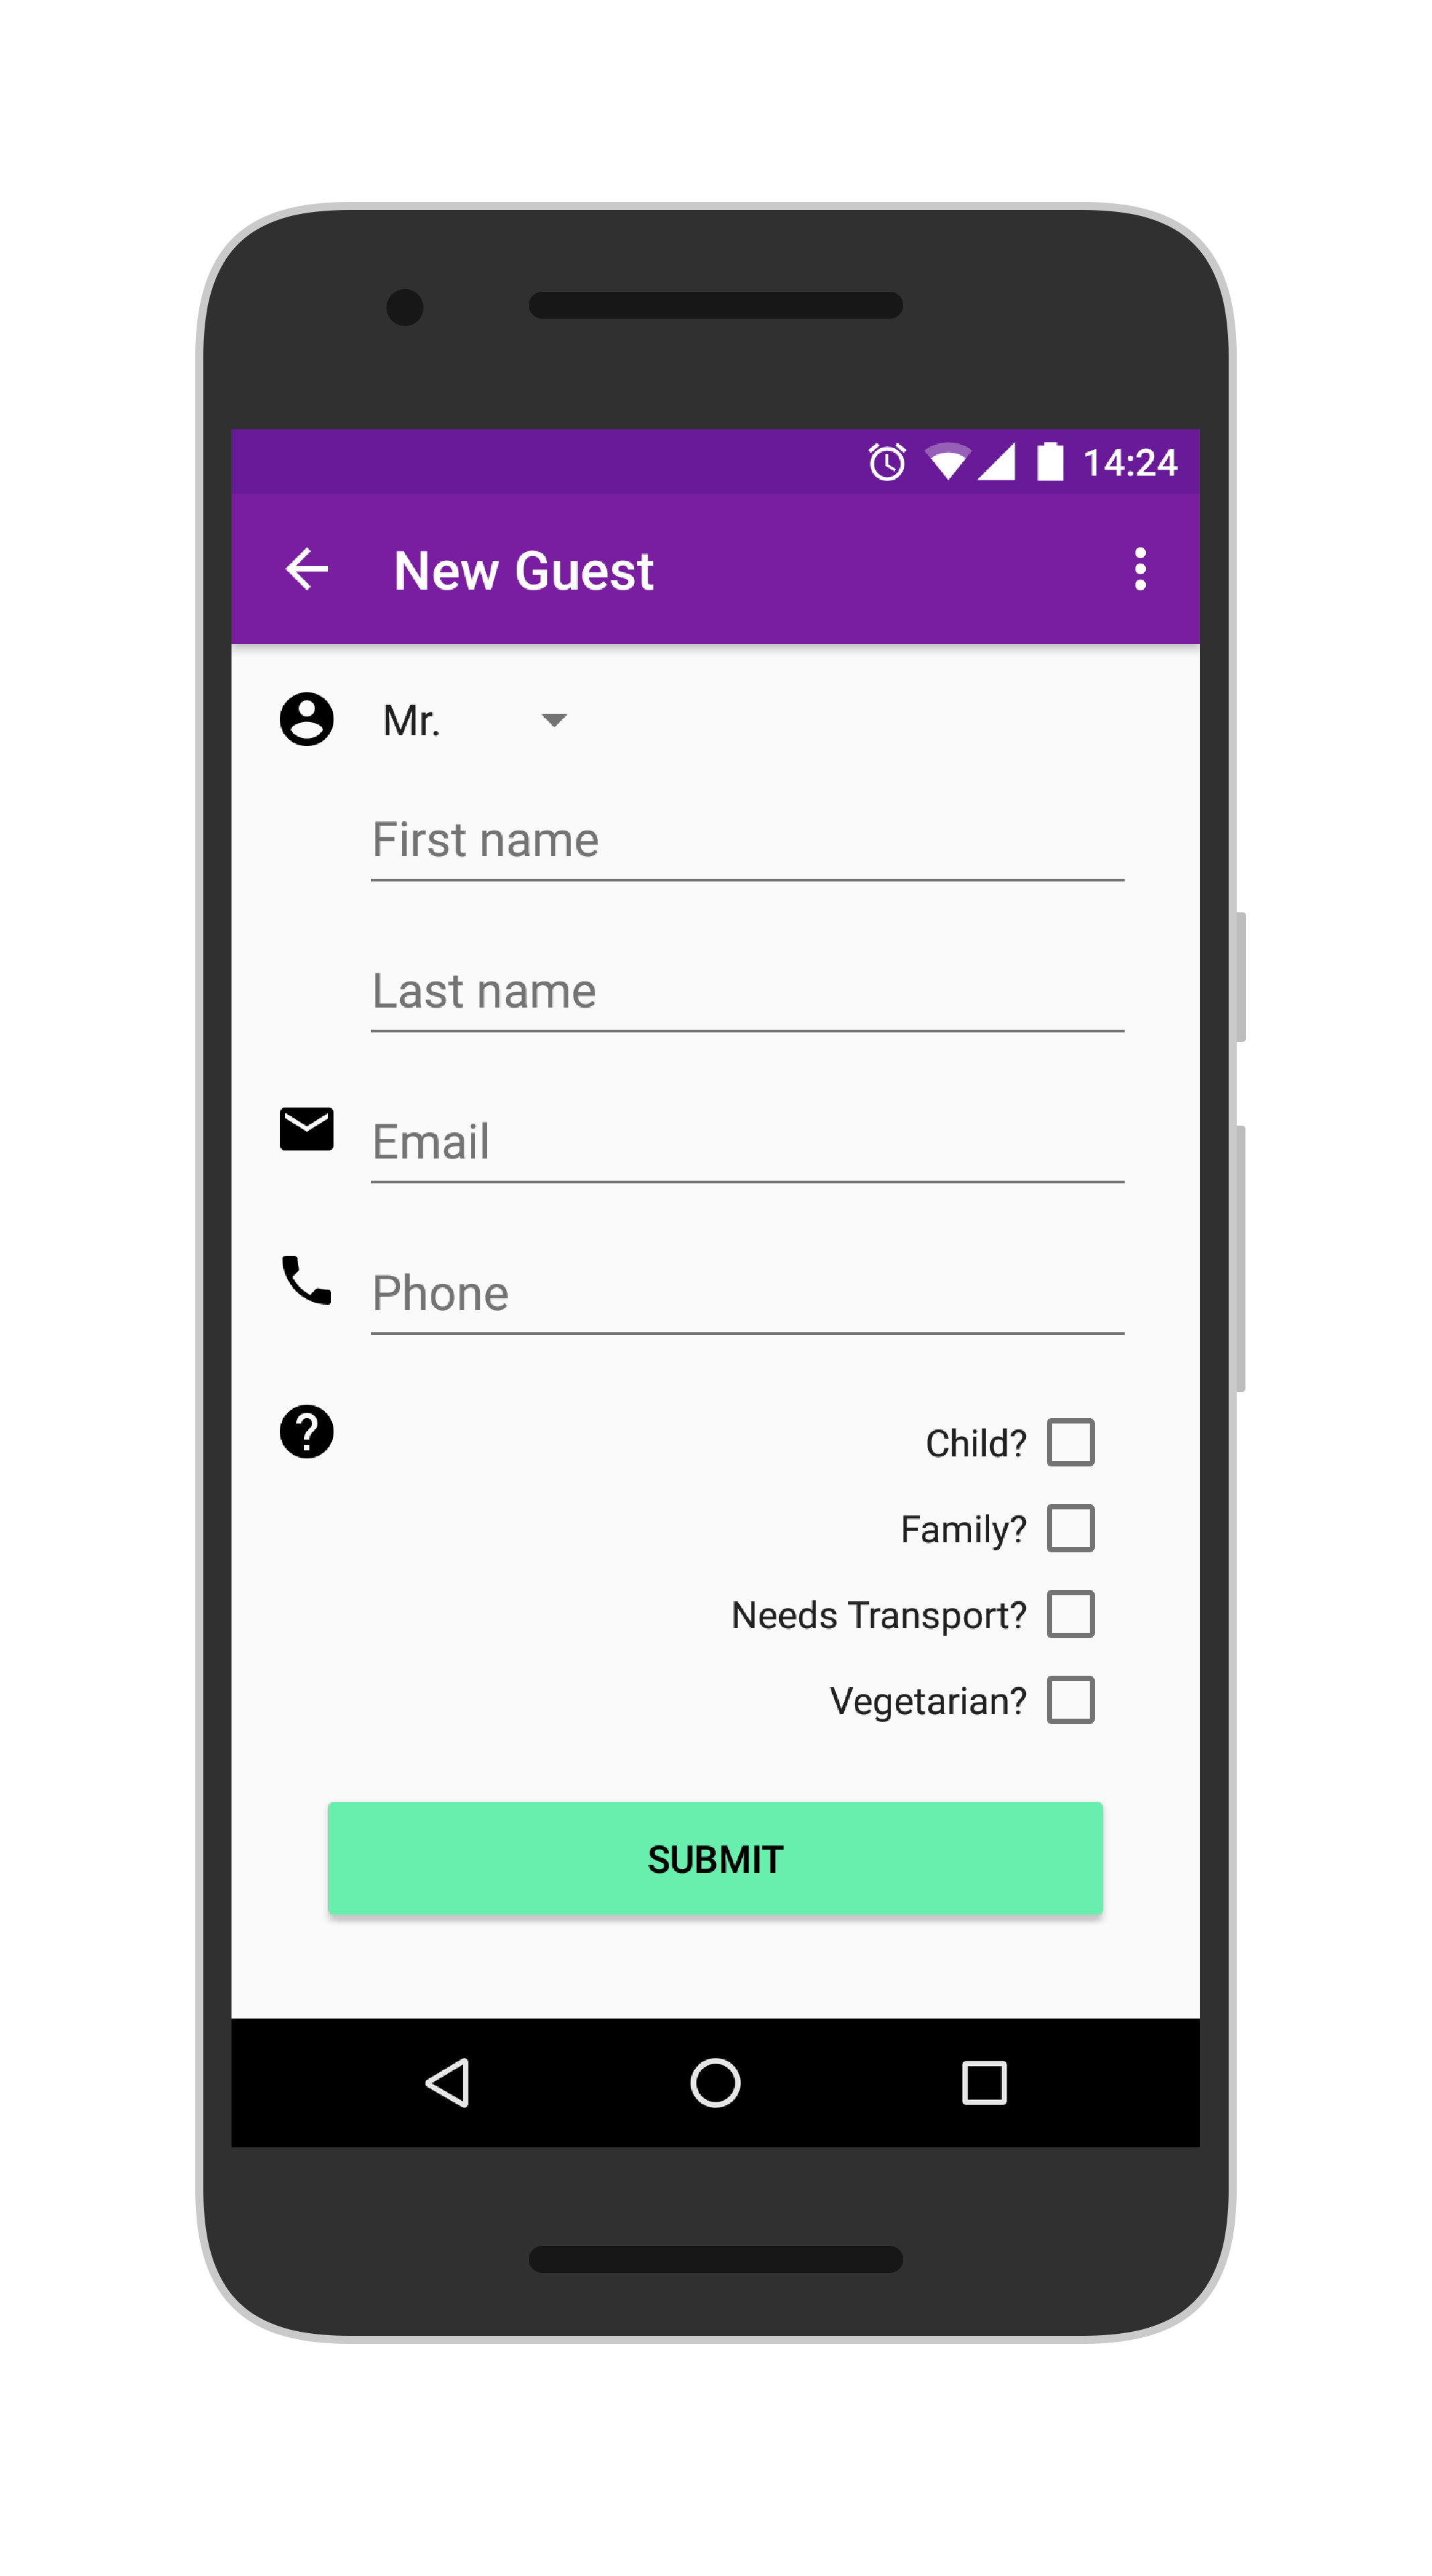 14:24
New Guest
Mr.
First name
Last name
Email
Phone
Child?
Family?
Needs Transport?
Vegetarian?
SUBMIT